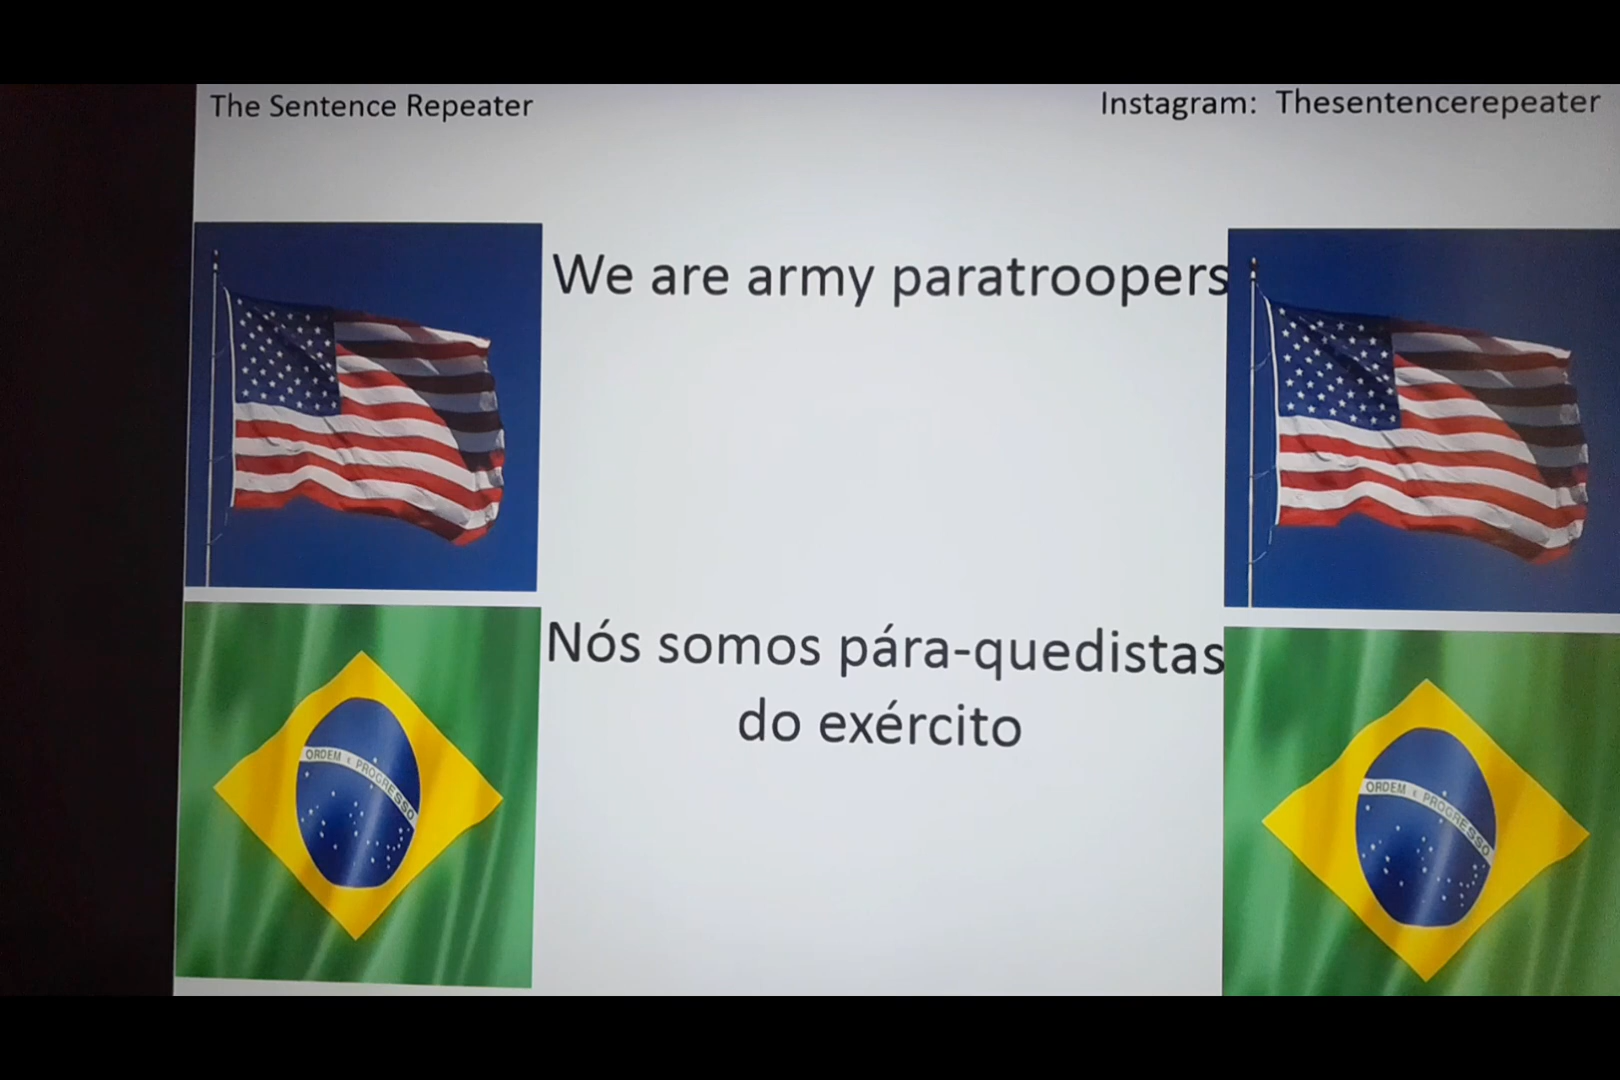 The Sentence Repeater
Instagram: Thesentencerepeater
We are army paratroopers
Nós somos pára-quedistas
do exército
ORDEM E PROGRESSO
ORDEM E PROGRESSO